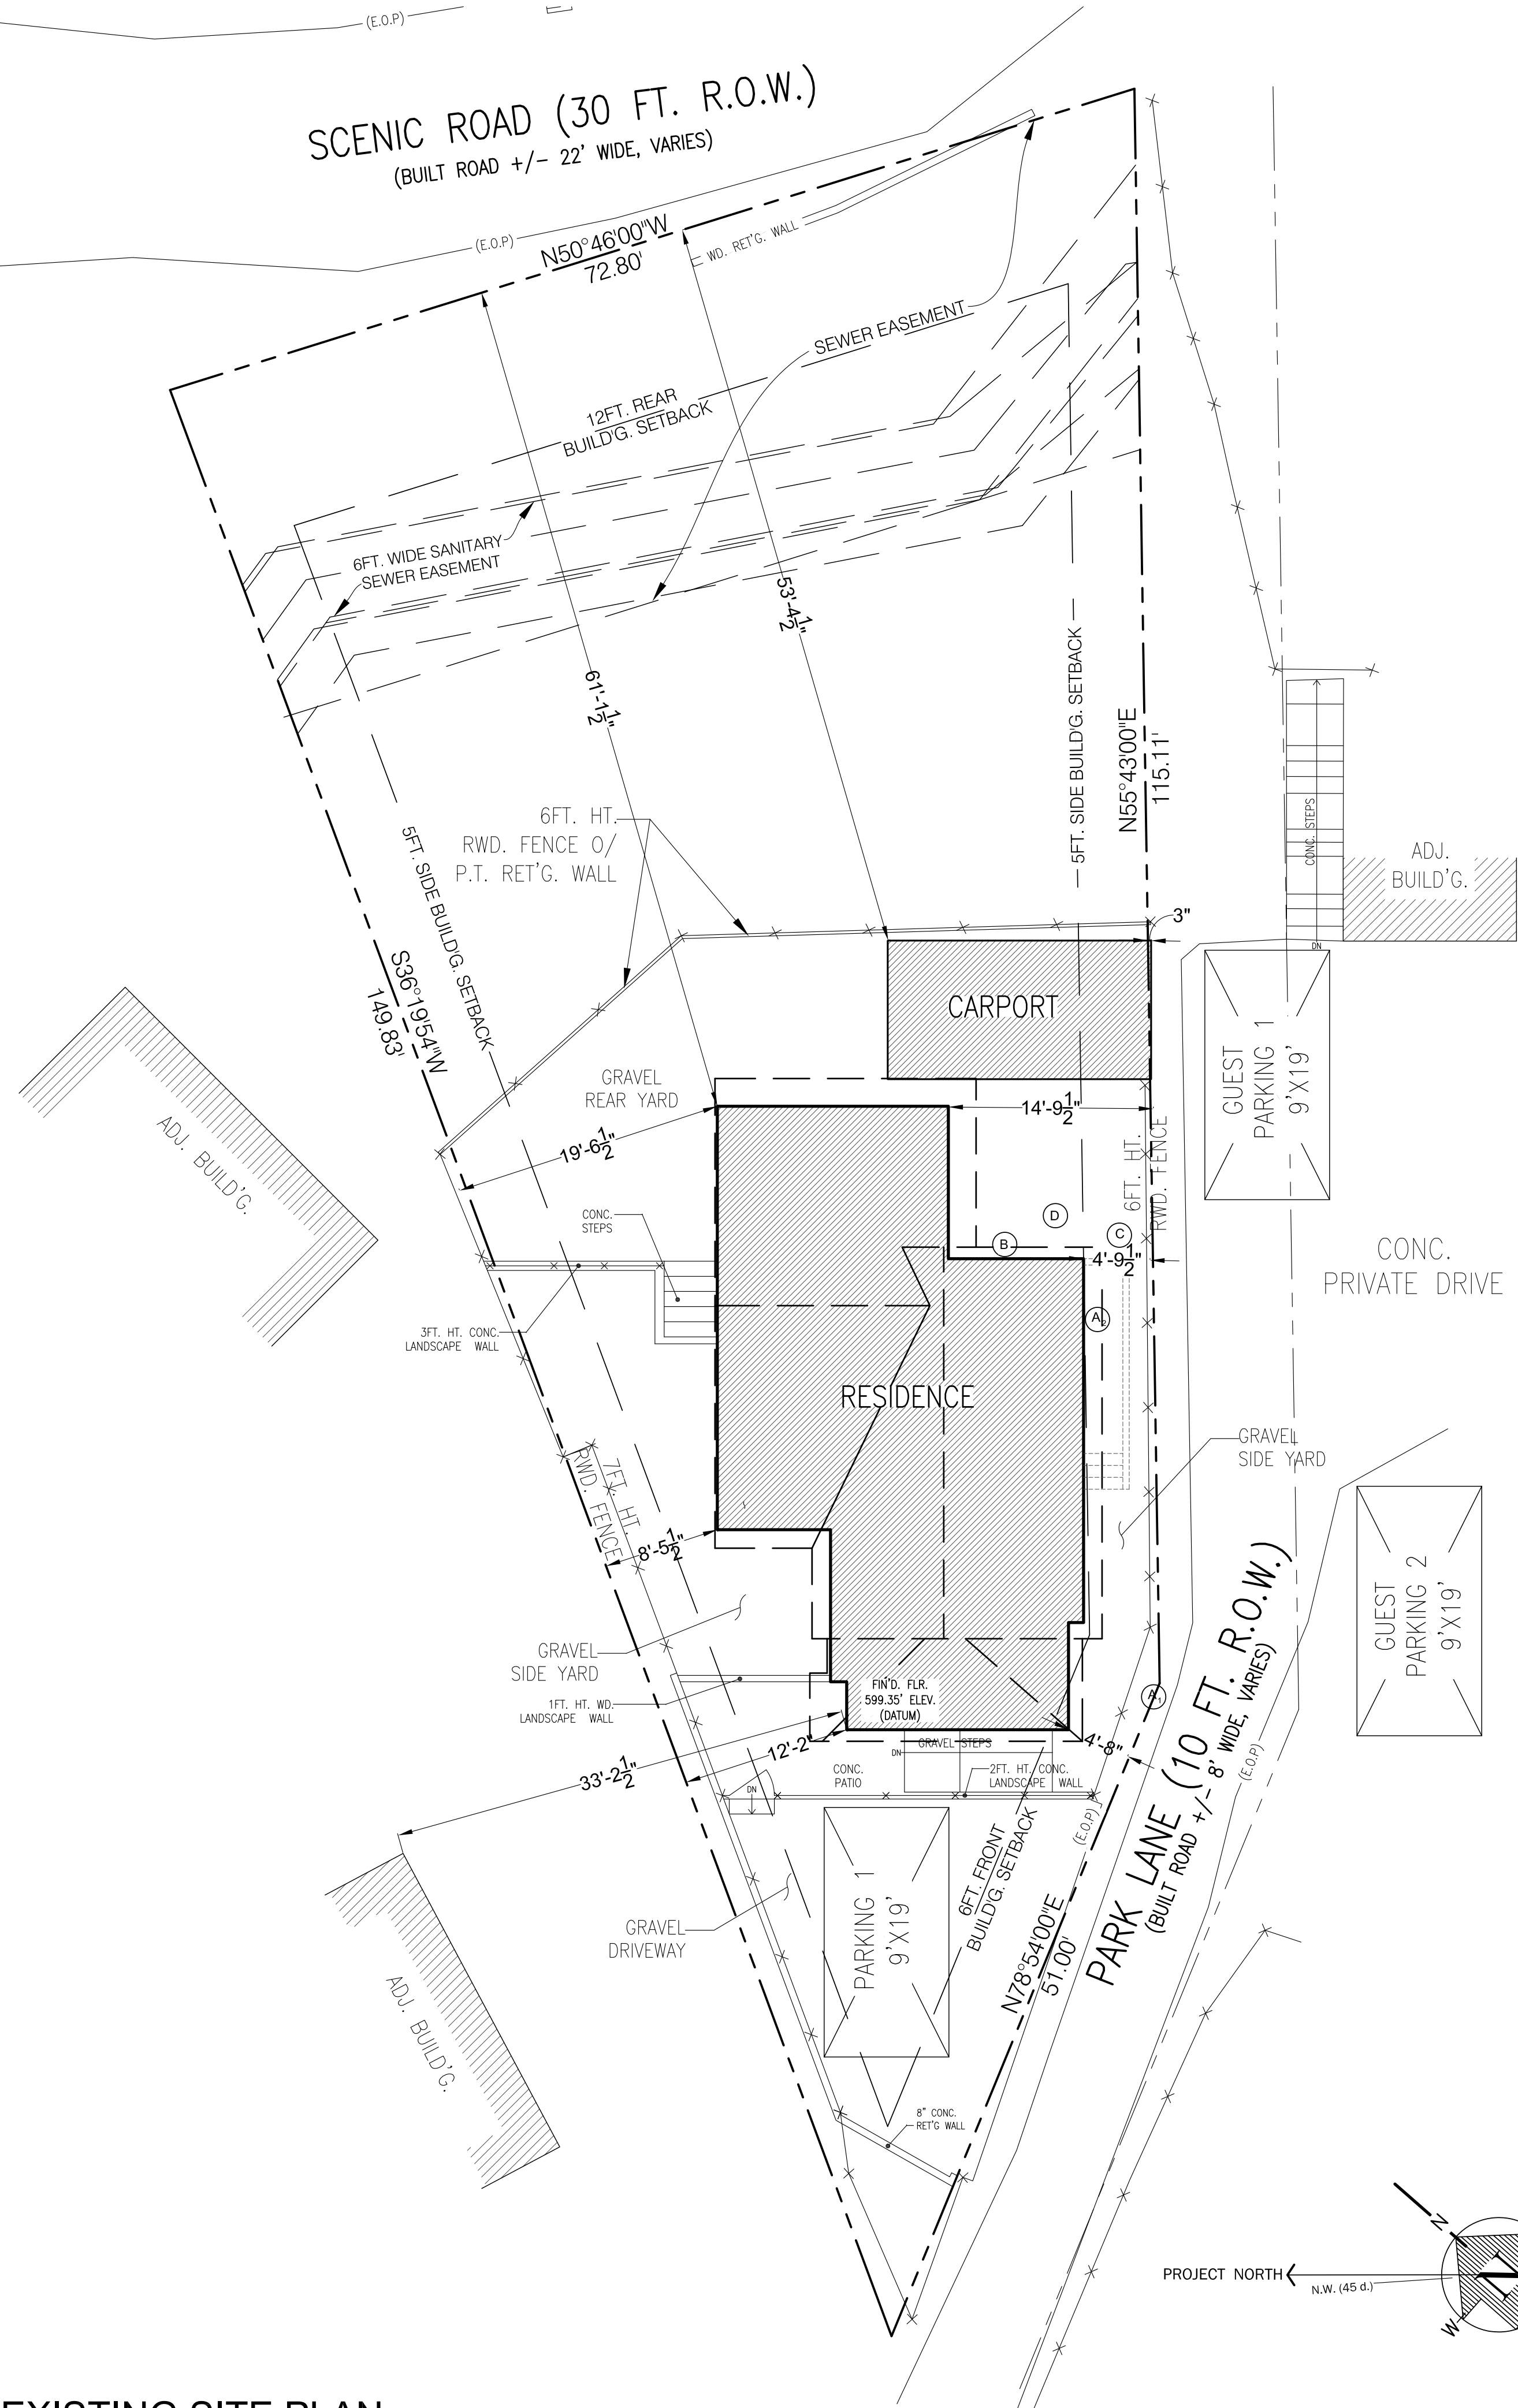 (E.O.P)
SCENIC ROAD (30 FT. R.O.W.)
(BUILT ROAD +/- 22' WIDE, VARIES)
(E.O.P)
N50°46'00"W
72.80'
WD. RET'G. WALL
SEWER EASEMENT
12FT. REAR
BUILD'G. SETBACK
6FT. WIDE SANITARY
SEWER EASEMENT
53'-4 1/2"
61'-1 1/2"
5FT. SIDE BUILD'G. SETBACK
N55°43'00"E
115.11'
CONC. STEPS
ADJ.
BUILD'G.
6FT. HT.
RWD. FENCE O/
P.T. RET'G. WALL
5FT. SIDE BUILD'G. SETBACK
S36°19'54"W
149.83'
3"
DN
CARPORT
GUEST
PARKING 1
9'X19'
GRAVEL
REAR YARD
14'-9 1/2"
ADJ. BUILD'G.
19'-6 1/2"
6FT. HT.
RWD. FENCE
CONC.
STEPS
D
B
C
4'-9 1/2"
CONC.
PRIVATE DRIVE
A2
3FT. HT. CONC.
LANDSCAPE WALL
RESIDENCE
GRAVEL
SIDE YARD
7FT. HT.
RWD. FENCE
8'-5 1/2"
GUEST
PARKING 2
9'X19'
GRAVEL
SIDE YARD
1FT. HT. WD.
LANDSCAPE WALL
FIN'D. FLR.
599.35' ELEV.
(DATUM)
A1
PARK LANE (10 FT. R.O.W.)
(BUILT ROAD +/- 8' WIDE, VARIES)
(E.O.P)
33'-2 1/2"
12'-2"
GRAVEL STEPS
DN
4'-8"
CONC.
PATIO
2FT. HT. CONC.
LANDSCAPE WALL
DN
(E.O.P)
6FT. FRONT
BUILD'G. SETBACK
PARKING 1
9'X19'
GRAVEL
DRIVEWAY
N78°54'00"E
51.00'
ADJ. BUILD'G.
8" CONC.
RET'G WALL
N
PROJECT NORTH
N.W. (45 d.)
N
W
EXISTING SITE PLAN